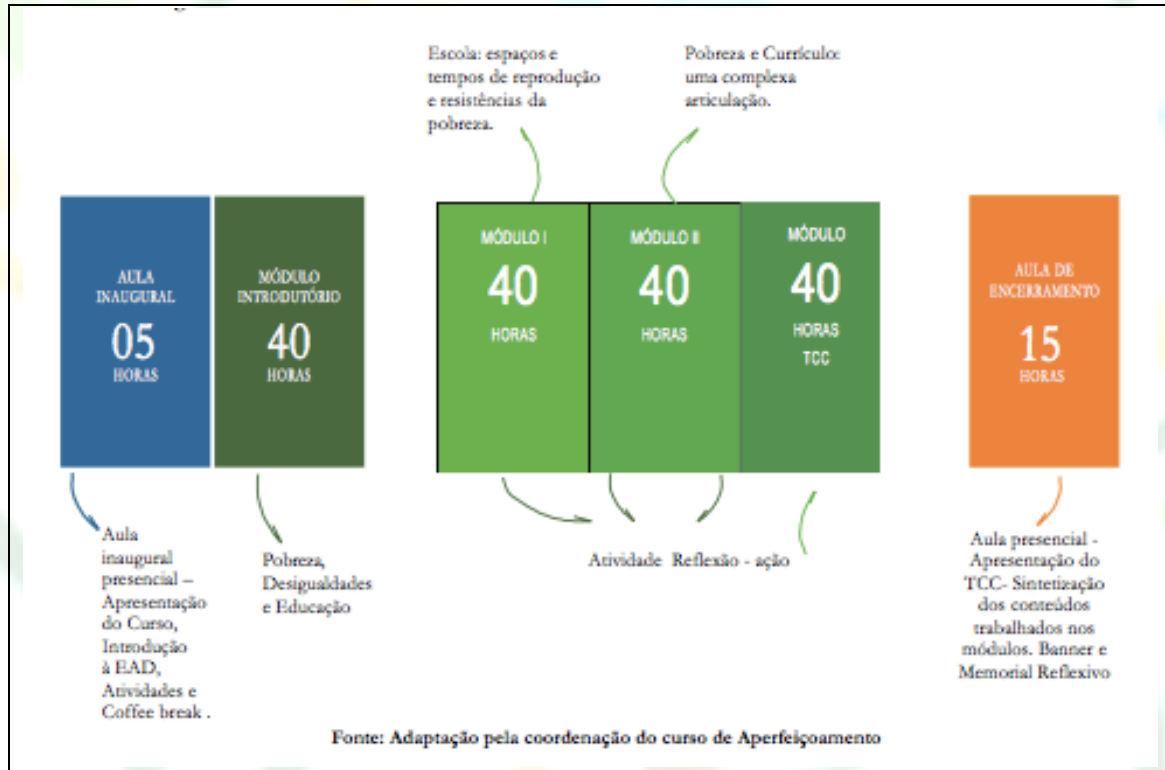 Escola: espaços e
tempos de reprodução
e resistências da
pobreza.
Pobreza e Currículo:
uma complexa
articulação.
AULA
INAUGURAL
05
HORAS
MÓDULO
INTRODUTÓRIO
40
HORAS
MÓDULO I
40
HORAS
MÓDULO II
40
HORAS
MÓDULO
40
HORAS
TCC
AULA DE
ENCERRAMENTO
15
HORAS
Aula
inaugural
presencial –
Apresentação
do Curso,
Introdução
à EAD,
Atividades e
Coffee break .
Pobreza,
Desigualdades
e Educação
Atividade Reflexão - ação
Aula presencial -
Apresentação do
TCC- Sintetização
dos conteúdos
trabalhados nos
módulos. Banner e
Memorial Reflexivo
Fonte: Adaptação pela coordenação do curso de Aperfeiçoamento